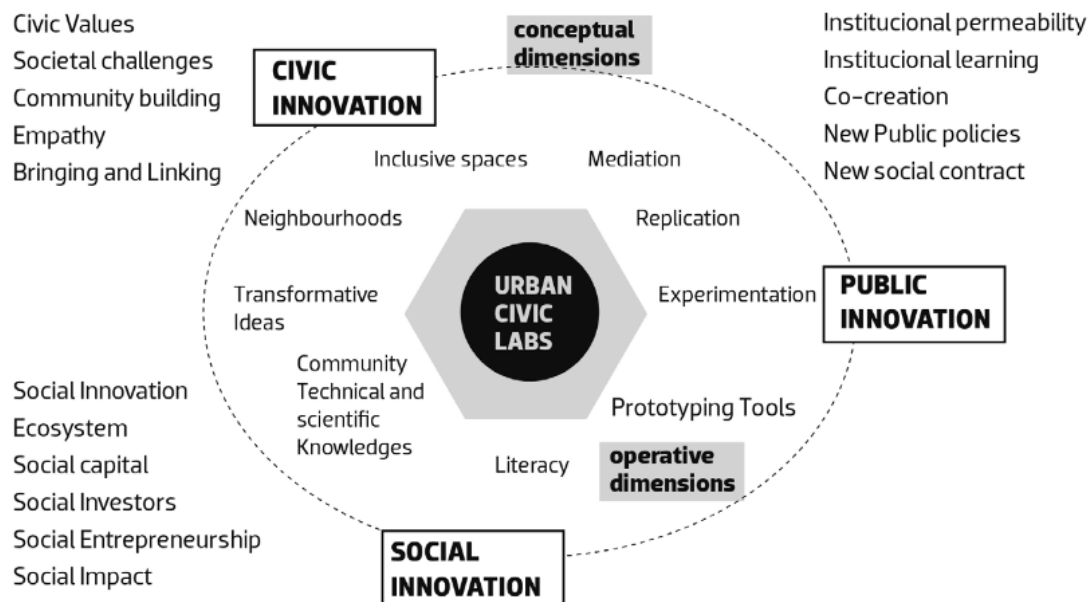 Civic Values
Societal challenges
Community building
Empathy
Bringing and Linking
CIVIC
INNOVATION
conceptual
dimensions
Institucional permeability
Institucional learning
Co-creation
New Public policies
New social contract
Inclusive spaces
Mediation
Neighbourhoods
Replication
Transformative
Ideas
URBAN
CIVIC
LABS
Experimentation
PUBLIC
INNOVATION
Community
Technical and
scientific
Knowledges
Prototyping Tools
Literacy
operative
dimensions
Social Innovation
Ecosystem
Social capital
Social Investors
Social Entrepreneurship
Social Impact
SOCIAL
INNOVATION